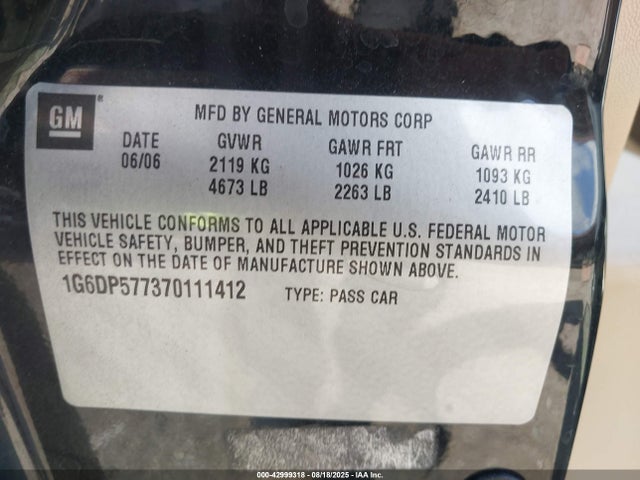 GM ®
MFD BY GENERAL MOTORS CORP
DATE GVWR GAWR FRT GAWR RR
06/06 2119 KG 1026 KG 1093 KG
4673 LB 2263 LB 2410 LB
THIS VEHICLE CONFORMS TO ALL APPLICABLE U.S. FEDERAL MOTOR
VEHICLE SAFETY, BUMPER, AND THEFT PREVENTION STANDARDS IN
EFFECT ON THE DATE OF MANUFACTURE SHOWN ABOVE.
1G6DP577370111412 TYPE: PASS CAR
000-42999318 - 08/18/2025 - IAA Inc.